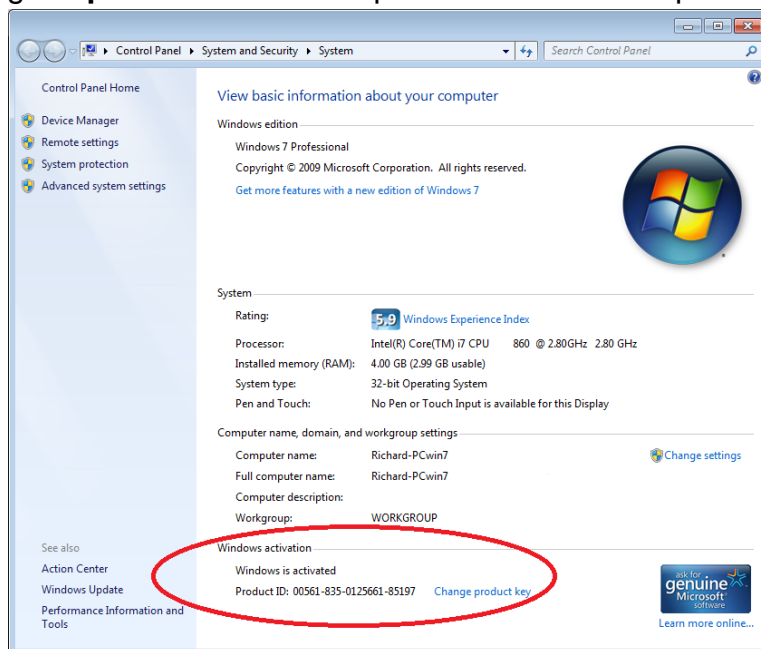 Control Panel ▸ System and Security ▸ System
Search Control Panel
Control Panel Home
Device Manager
Remote settings
System protection
Advanced system settings
View basic information about your computer
Windows edition
Windows 7 Professional
Copyright © 2009 Microsoft Corporation. All rights reserved.
Get more features with a new edition of Windows 7
System
Rating: 5.9 Windows Experience Index
Processor: Intel(R) Core(TM) i7 CPU 860 @ 2.80GHz 2.80 GHz
Installed memory (RAM): 4.00 GB (2.99 GB usable)
System type: 32-bit Operating System
Pen and Touch: No Pen or Touch Input is available for this Display
Computer name, domain, and workgroup settings
Computer name: Richard-PCwin7 Change settings
Full computer name: Richard-PCwin7
Computer description:
Workgroup: WORKGROUP
See also
Action Center
Windows Update
Performance Information and
Tools
Windows activation
Windows is activated
Product ID: 00561-835-0125661-85197 Change product key
ask for
genuine
Microsoft
software
Learn more online...